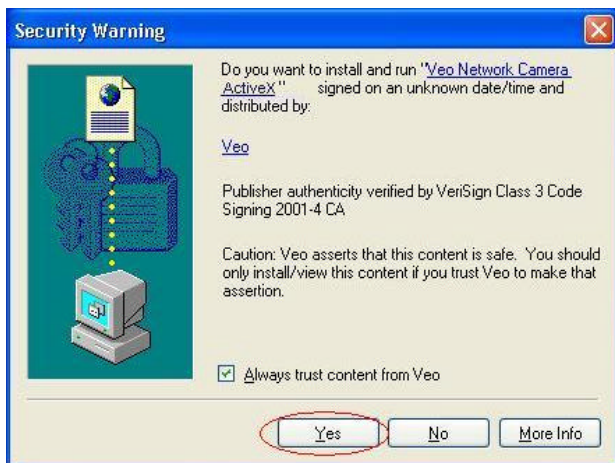 Security Warning
Do you want to install and run "Veo Network Camera
ActiveX" signed on an unknown date/time and
distributed by:
Veo
Publisher authenticity verified by VeriSign Class 3 Code
Signing 2001-4 CA
Caution: Veo asserts that this content is safe. You should
only install/view this content if you trust Veo to make that
assertion.
Always trust content from Veo
Yes No More Info